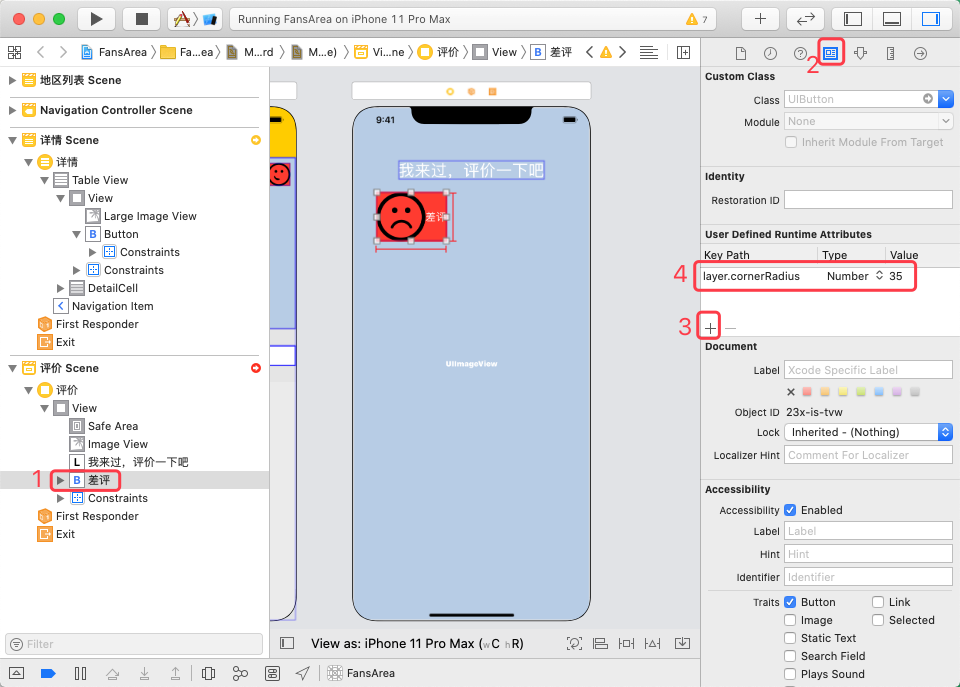 Running FansArea on iPhone 11 Pro Max
7
FansArea
Fa...ea
M...rd
M...e)
Vi...ne
评价
View
B
差评
2
地区列表 Scene
Navigation Controller Scene
详情 Scene
详情
Table View
View
Large Image View
B
Button
Constraints
Constraints
DetailCell
Navigation Item
First Responder
Exit
评价 Scene
评价
View
Safe Area
Image View
L
我来过，评价一下吧
1
B
差评
Constraints
First Responder
Exit
Filter
9:41
我来过，评价一下吧
差评
UIImageView
View as: iPhone 11 Pro Max (wC hR)
FansArea
Custom Class
Class
UIButton
Module
None
Inherit Module From Target
Identity
Restoration ID
User Defined Runtime Attributes
Key Path
Type
Value
4
layer.cornerRadius
Number
35
3
Document
Label
Xcode Specific Label
Object ID
23x-is-tvw
Lock
Inherited - (Nothing)
Localizer Hint
Comment For Localizer
Accessibility
Accessibility
Enabled
Label
Label
Hint
Hint
Identifier
Identifier
Traits
Button
Link
Image
Selected
Static Text
Search Field
Plays Sound